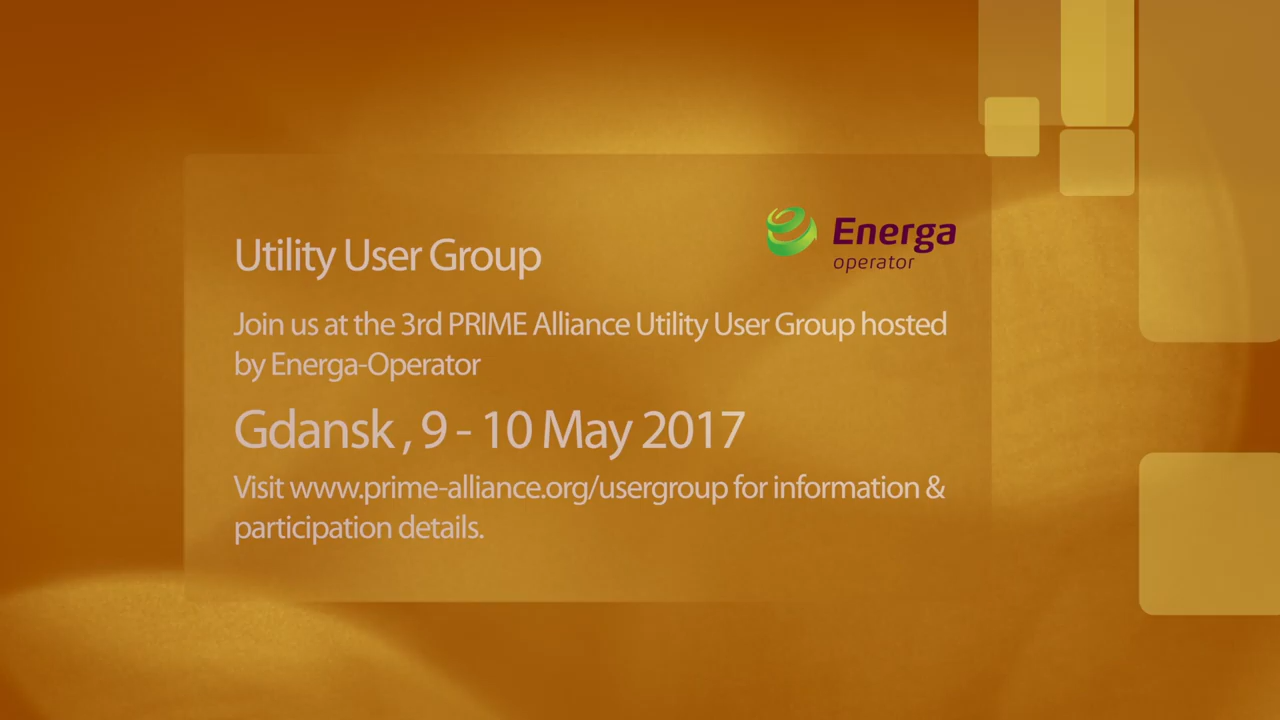 Energa
operator
Utility User Group
Join us at the 3rd PRIME Alliance Utility User Group hosted
by Energa-Operator
Gdansk , 9 - 10 May 2017
Visit www.prime-alliance.org/usergroup for information &
participation details.